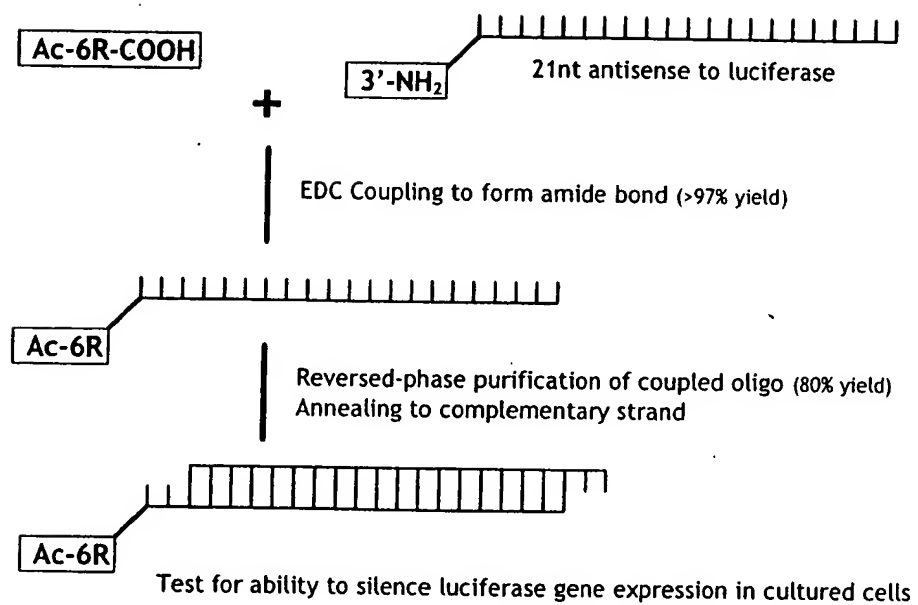 Ac-6R-COOH
+
3'-NH₂
21nt antisense to luciferase
EDC Coupling to form amide bond (>97% yield)
Ac-6R
Reversed-phase purification of coupled oligo (80% yield)
Annealing to complementary strand
Ac-6R
Test for ability to silence luciferase gene expression in cultured cells